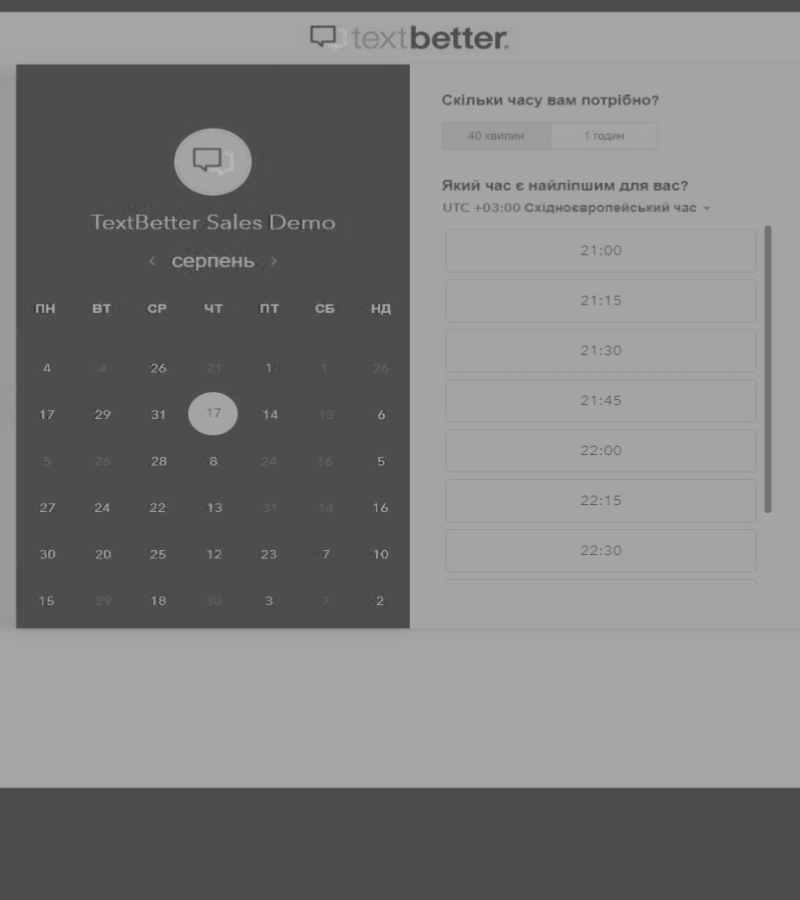 textbetter.
TextBetter Sales Demo
< серпень >
ПН ВТ СР ЧТ ПТ СБ НД
4 4 26 21 1 1 26
17 29 31 17 14 13 6
5 26 28 8 24 16 5
27 24 22 13 31 14 16
30 20 25 12 23 7 10
15 29 18 30 3 7 2
Скільки часу вам потрібно?
40 хвилин 1 годин
Який час є найліпшим для вас?
UTC +03:00 Східноєвропейський час
21:00
21:15
21:30
21:45
22:00
22:15
22:30